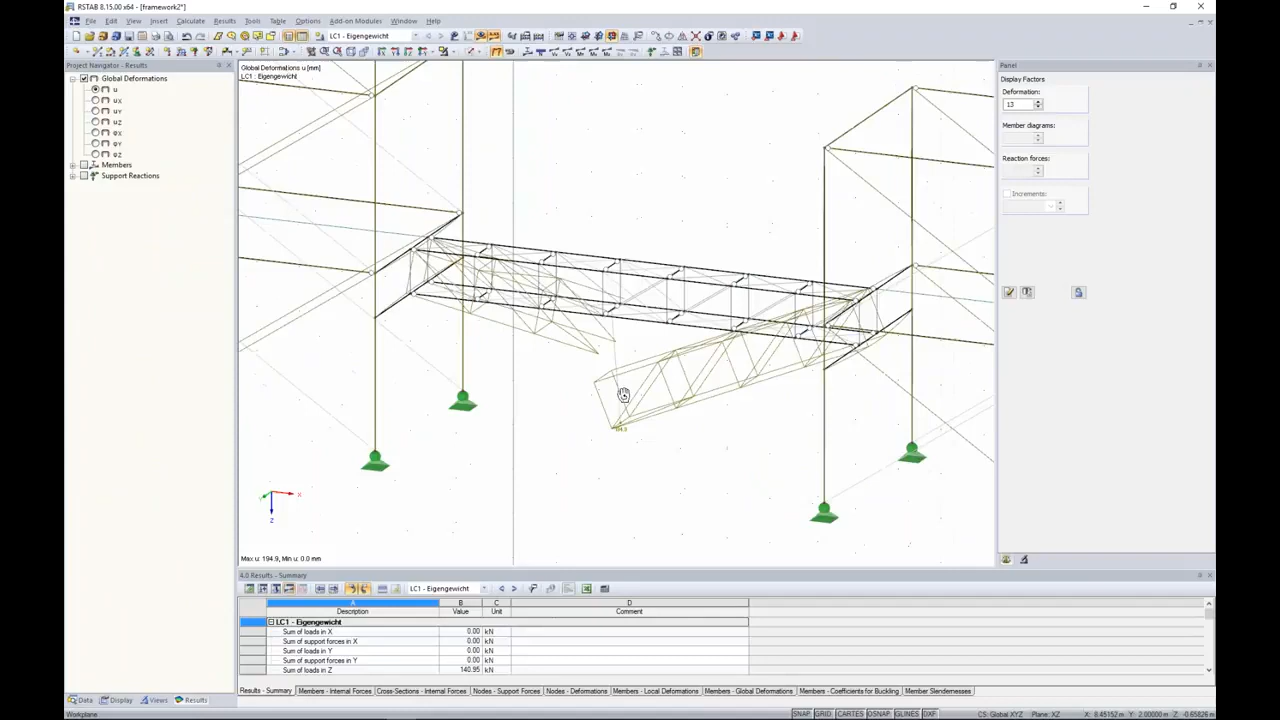 RSTAB 8.15.00 x64 - [framework2*]
File Edit View Insert Calculate Results Tools Table Options Add-on Modules Window Help
LC1 - Eigengewicht
Project Navigator - Results
Global Deformations
u
uX
uY
uZ
φX
φY
φZ
Members
Support Reactions
Data Display Views Results
Global Deformations u [mm]
LC1 : Eigengewicht
X
Z
Max u: 194.9, Min u: 0.0 mm
Panel
Display Factors
Deformation:
13
Member diagrams:
Reaction forces:
Increments:
4.0 Results - Summary
LC1 - Eigengewicht
A B C D
Description Value Unit Comment
LC1 - Eigengewicht
Sum of loads in X 0.00 kN
Sum of support forces in X 0.00 kN
Sum of loads in Y 0.00 kN
Sum of support forces in Y 0.00 kN
Sum of loads in Z 140.95 kN
Results - Summary Members - Internal Forces Cross-Sections - Internal Forces Nodes - Support Forces Nodes - Deformations Members - Local Deformations Members - Global Deformations Members - Coefficients for Buckling Member Slendernesses
Workplane SNAP GRID CARTES OSNAP GLINES DXF CS: Global XYZ Plane: XZ X: 8.45152 m Y: 2.00000 m Z: -0.65826 m